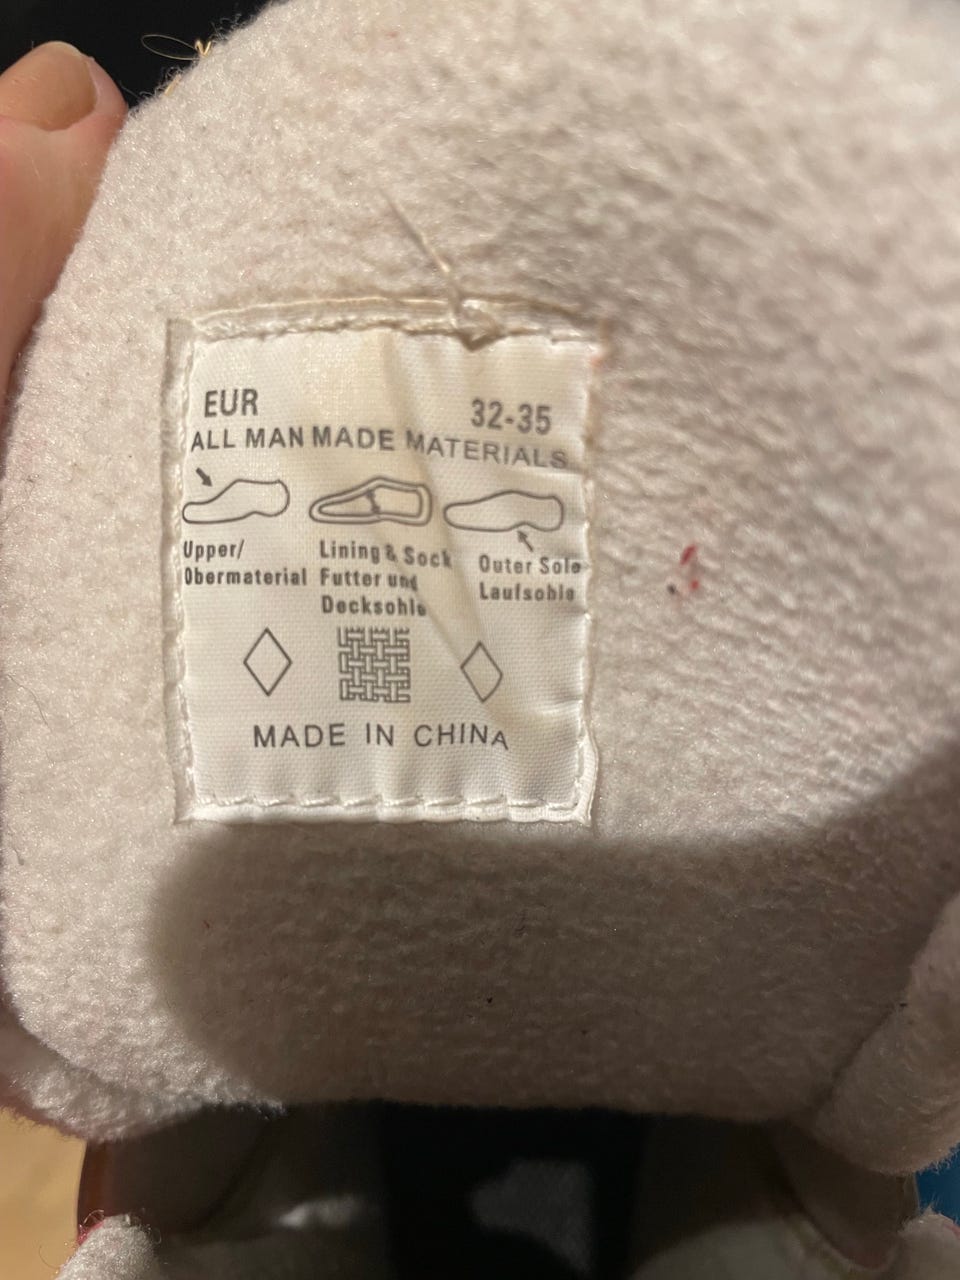 EUR 32-35
ALL MAN MADE MATERIALS
Upper/
Obermaterial
Lining & Sock
Futter und
Decksohle
Outer Sole
Laufsohle
MADE IN CHINA